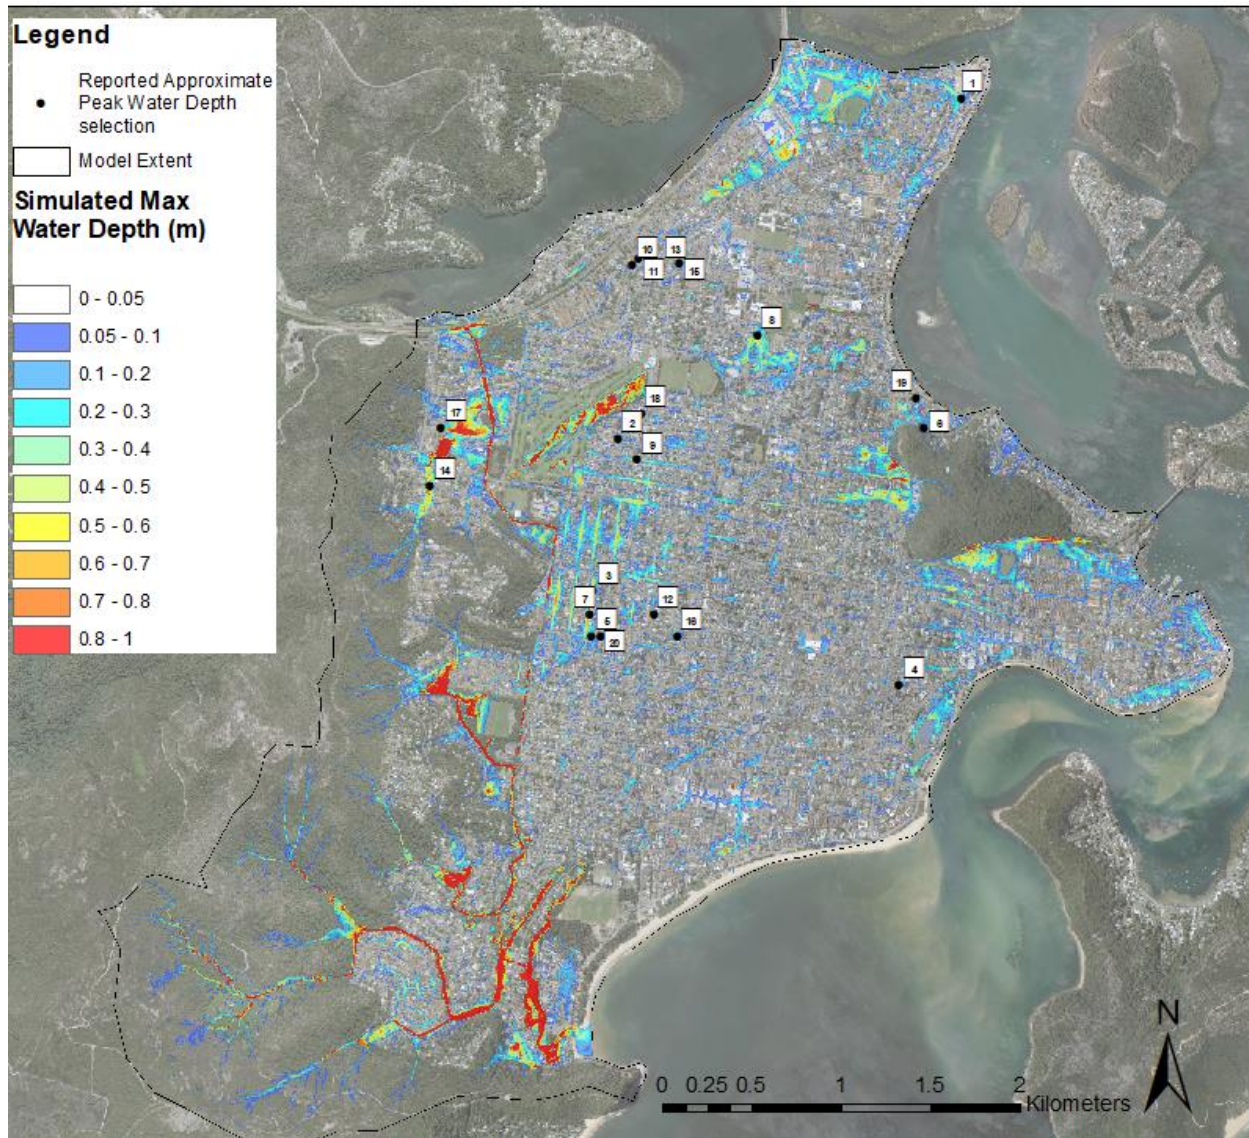 Legend
Reported Approximate
Peak Water Depth
selection
Model Extent
Simulated Max
Water Depth (m)
0 - 0.05
0.05 - 0.1
0.1 - 0.2
0.2 - 0.3
0.3 - 0.4
0.4 - 0.5
0.5 - 0.6
0.6 - 0.7
0.7 - 0.8
0.8 - 1
1
10
13
11
15
8
19
18
17
2
6
9
14
3
7
5
12
16
20
4
N
0 0.25 0.5 1 1.5 2
Kilometers